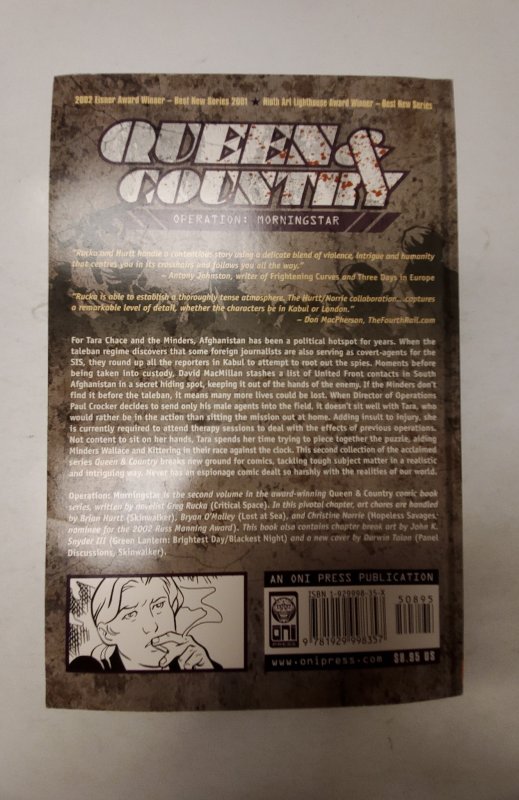 2002 Eisner Award Winner – Best New Series 2001 ★ Ninth Art Lighthouse Award Winner – Best New Series
QUEEN &
COUNTRY
OPERATION: MORNINGSTAR
"Rucka and Hurtt handle a contentious story using a delicate blend of violence, intrigue and humanity
that centres you in its crosshairs and follows you all the way."
– Antony Johnston, writer of Frightening Curves and Three Days in Europe
"Rucka is able to establish a thoroughly tense atmosphere. The Hurtt/Norrie collaboration... captures
a remarkable level of detail, whether the characters be in Kabul or London."
– Don MacPherson, TheFourthRail.com
For Tara Chace and the Minders, Afghanistan has been a political hotspot for years. When the
taleban regime discovers that some foreign journalists are also serving as covert-agents for the
SIS, they round up all the reporters in Kabul to attempt to root out the spies. Moments before
being taken into custody, David MacMillan stashes a list of United Front contacts in South
Afghanistan in a secret hiding spot, keeping it out of the hands of the enemy. If the Minders don't
find it before the taleban, it means many more lives could be lost. When Director of Operations
Paul Crocker decides to send only his male agents into the field, it doesn't sit well with Tara, who
would rather be in the action than sitting the mission out at home. Adding insult to injury, she
is currently required to attend therapy sessions to deal with the effects of previous operations.
Not content to sit on her hands, Tara spends her time trying to piece together the puzzle, aiding
Minders Wallace and Kittering in their race against the clock. This second collection of the acclaimed
series Queen & Country breaks new ground for comics, tackling tough subject matter in a realistic
and intriguing way. Never has an espionage comic dealt so harshly with the realities of our world.
Operation: Morningstar is the second volume in the award-winning Queen & Country comic book
series, written by novelist Greg Rucka (Critical Space). In this pivotal chapter, art chores are handled
by Brian Hurtt (Skinwalker), Bryan O'Malley (Lost at Sea), and Christine Norrie (Hopeless Savages,
nominee for the 2002 Russ Manning Award). This book also contains chapter break art by John K.
Snyder III (Green Lantern: Brightest Day/Blackest Night) and a new cover by Darwin Talon (Panel
Discussions, Skinwalker).
AN ONI PRESS PUBLICATION
ISBN 1-929998-35-X
50895
9 781929 998357
oni
PRESS
www.onipress.com $8.95 US